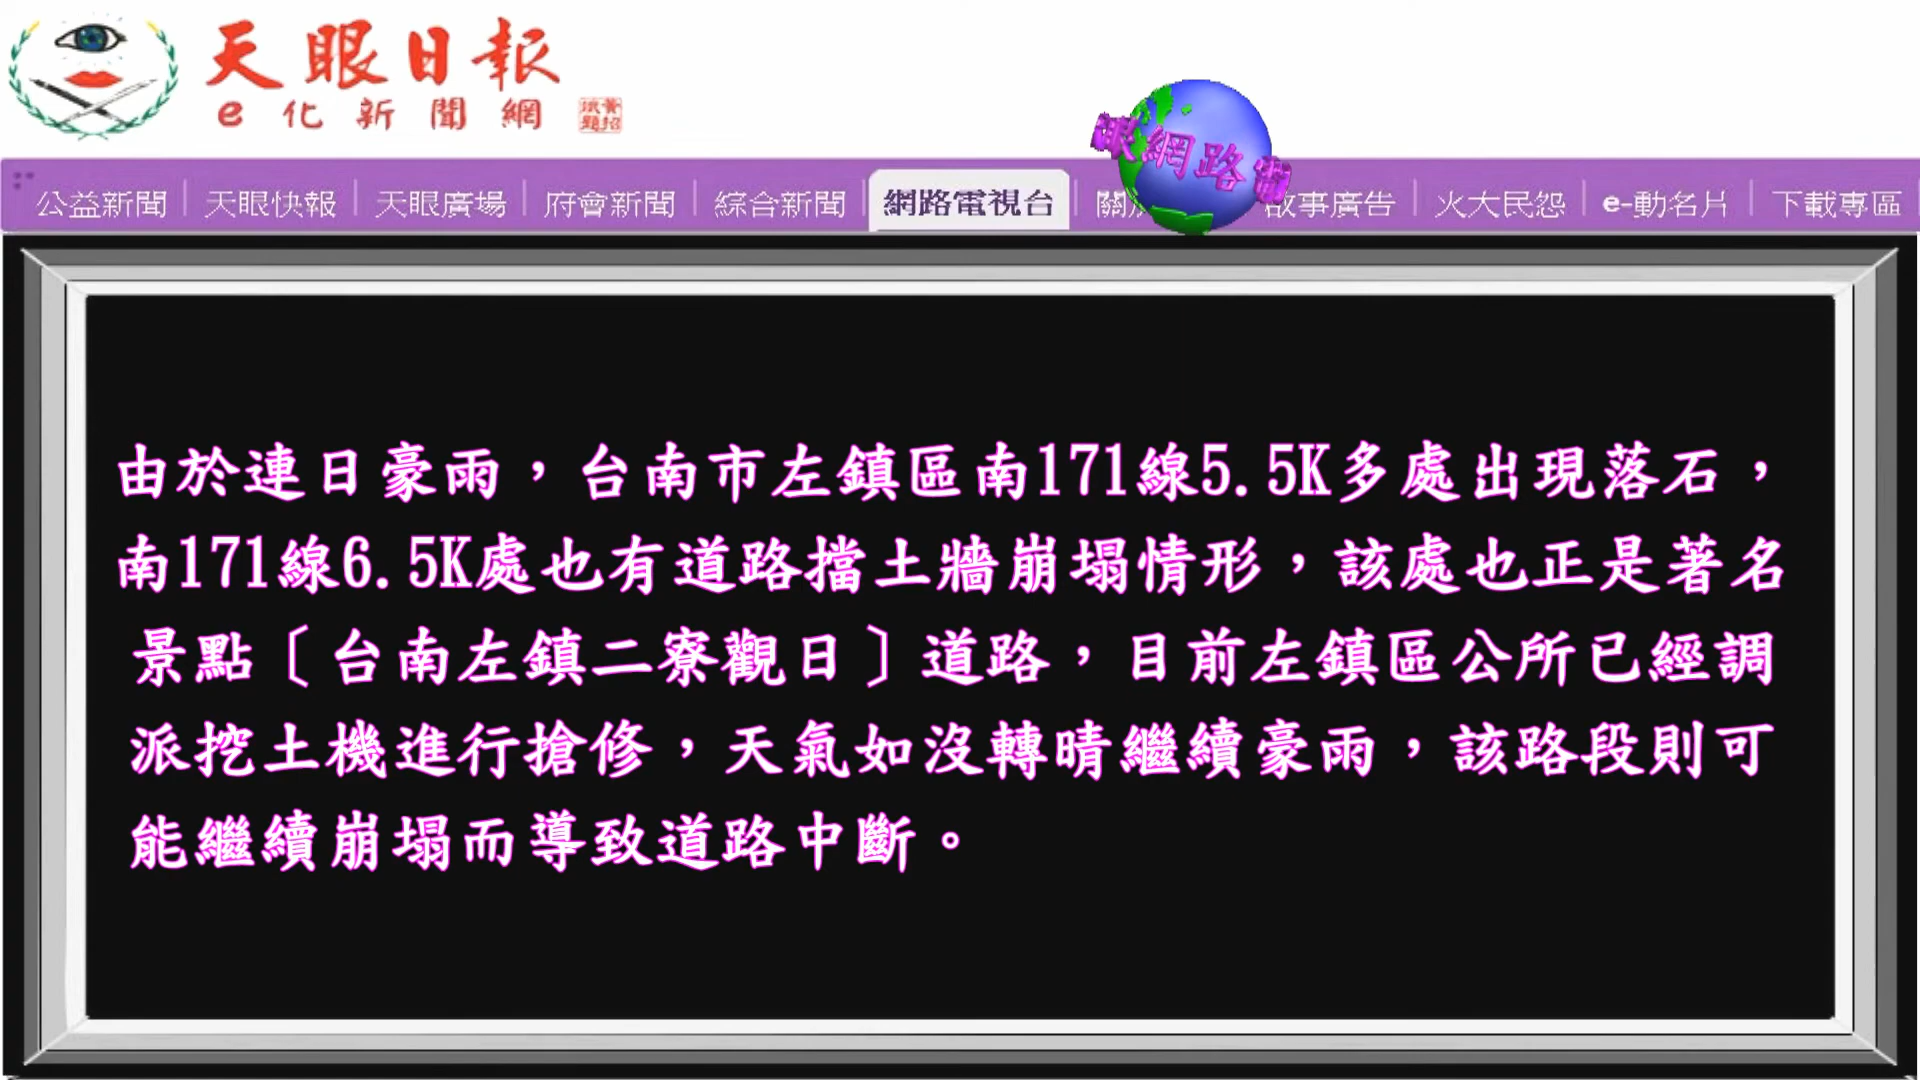 天眼日報
e化新聞網
公益新聞 天眼快報 天眼廣場 府會新聞 綜合新聞 網路電視台 故事廣告 火大民怨 e-動名片 下載專區
眼網路電
由於連日豪雨，台南市左鎮區南171線5.5K多處出現落石，
南171線6.5K處也有道路擋土牆崩塌情形，該處也正是著名
景點〔台南左鎮二寮觀日〕道路，目前左鎮區公所已經調
派挖土機進行搶修，天氣如沒轉晴繼續豪雨，該路段則可
能繼續崩塌而導致道路中斷。